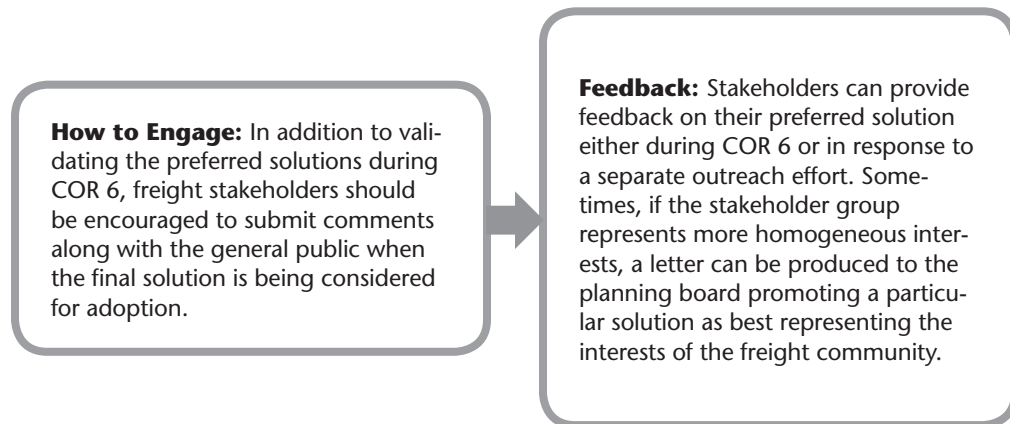 How to Engage: In addition to vali-
dating the preferred solutions during
COR 6, freight stakeholders should
be encouraged to submit comments
along with the general public when
the final solution is being considered
for adoption.
Feedback: Stakeholders can provide
feedback on their preferred solution
either during COR 6 or in response to
a separate outreach effort. Some-
times, if the stakeholder group
represents more homogeneous inter-
ests, a letter can be produced to the
planning board promoting a particu-
lar solution as best representing the
interests of the freight community.